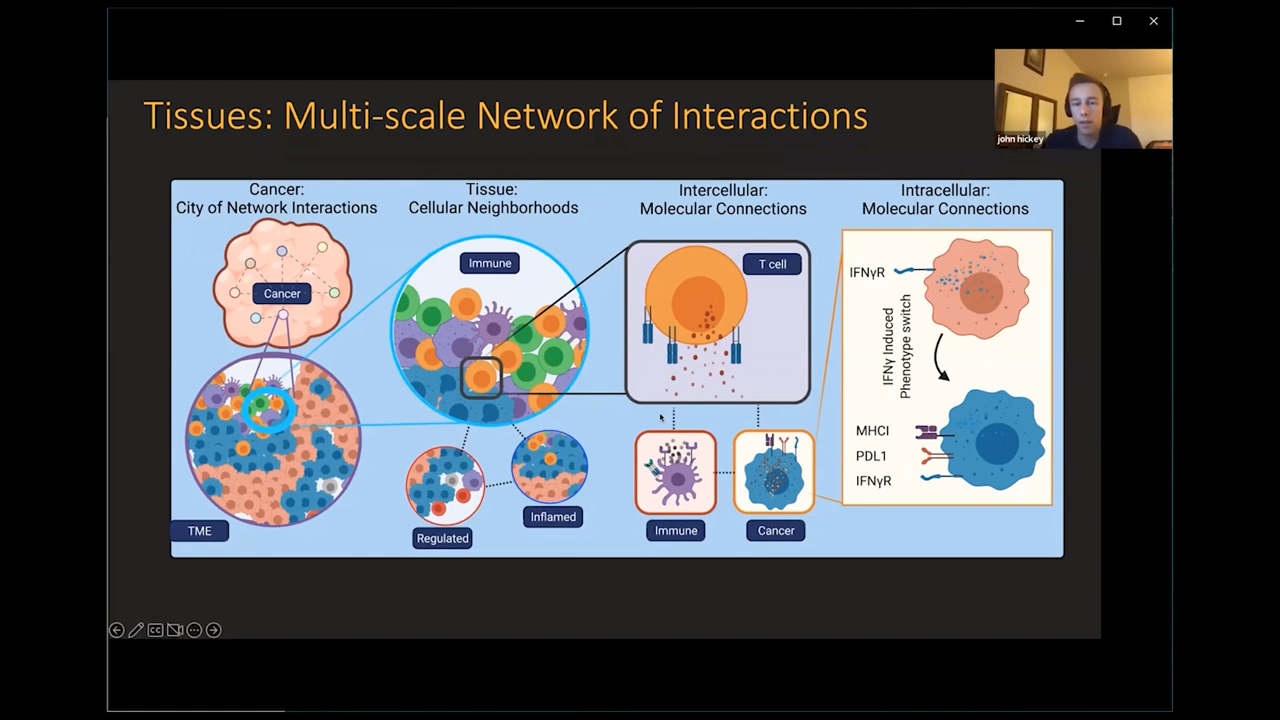 Tissues: Multi-scale Network of Interactions
john hickey
Cancer:
City of Network Interactions
Tissue:
Cellular Neighborhoods
Intercellular:
Molecular Connections
Intracellular:
Molecular Connections
Cancer
TME
Immune
Regulated
Inflamed
T cell
Immune
Cancer
IFNγR
IFNγ Induced
Phenotype switch
MHCI
PDL1
IFNγR
CC